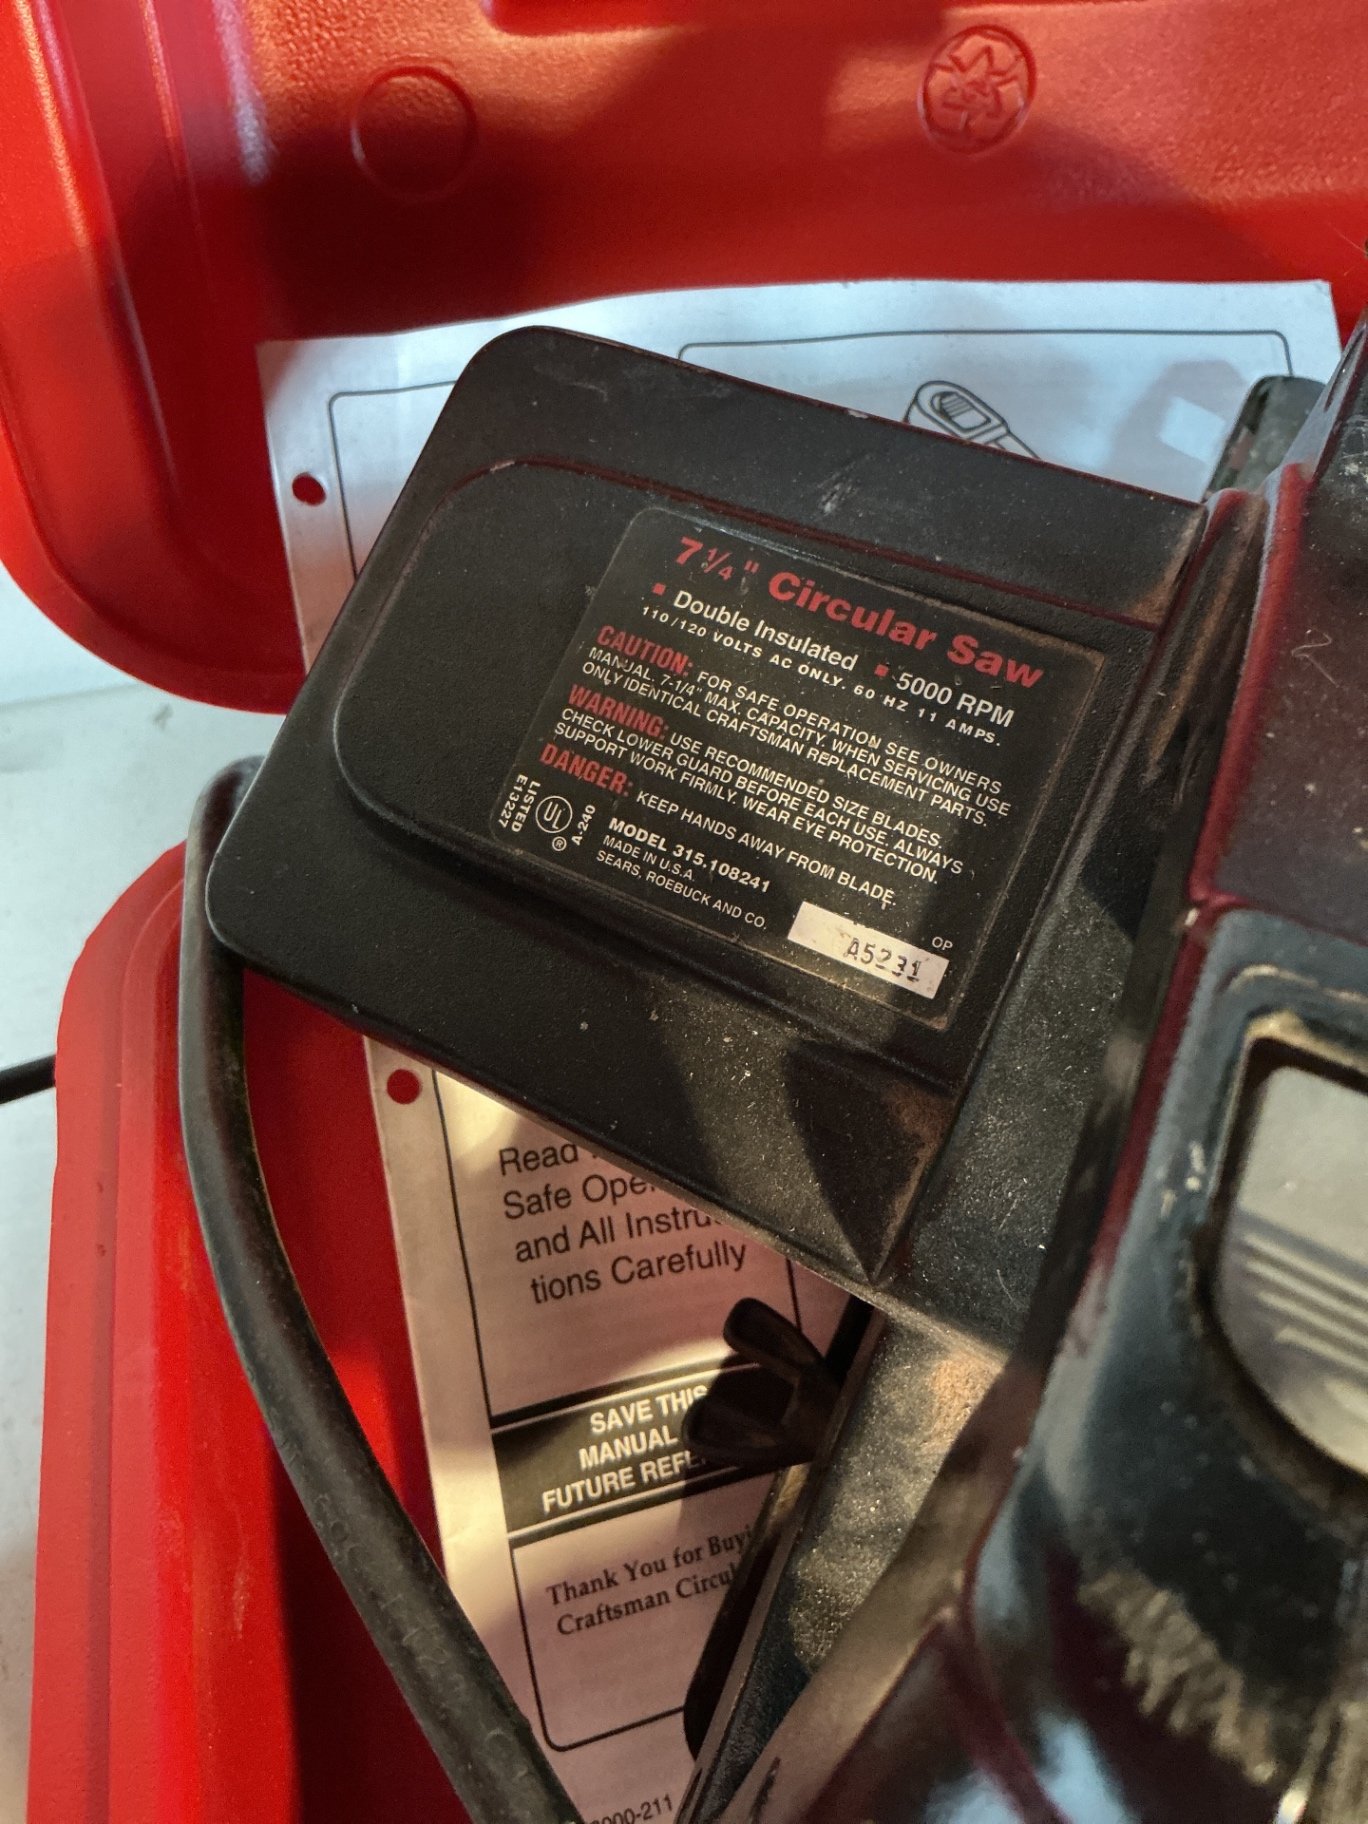 7 1/4" Circular Saw
▪ Double Insulated ▪ 5000 RPM
110/120 VOLTS AC ONLY. 60 HZ 11 AMPS.
CAUTION: FOR SAFE OPERATION SEE OWNERS
MANUAL. 7-1/4" MAX. CAPACITY. WHEN SERVICING USE
ONLY IDENTICAL CRAFTSMAN REPLACEMENT PARTS.
WARNING: USE RECOMMENDED SIZE BLADES.
CHECK LOWER GUARD BEFORE EACH USE. ALWAYS
SUPPORT WORK FIRMLY. WEAR EYE PROTECTION.
DANGER: KEEP HANDS AWAY FROM BLADE.
LISTED
E13227
UL
®
A-240
MODEL 315.108241
MADE IN U.S.A.
SEARS, ROEBUCK AND CO.
OP
A5231
Read
Safe Ope
and All Instru
tions Carefully
SAVE THIS
MANUAL
FUTURE REFE
Thank You for Buyi
Craftsman Circu
000-211